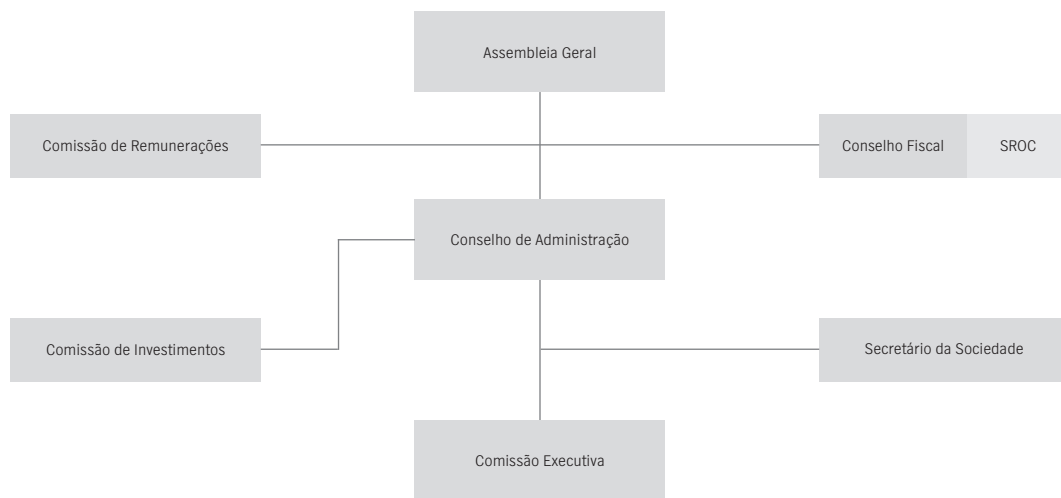 Assembleia Geral
Comissão de Remunerações
Conselho Fiscal
SROC
Conselho de Administração
Comissão de Investimentos
Secretário da Sociedade
Comissão Executiva